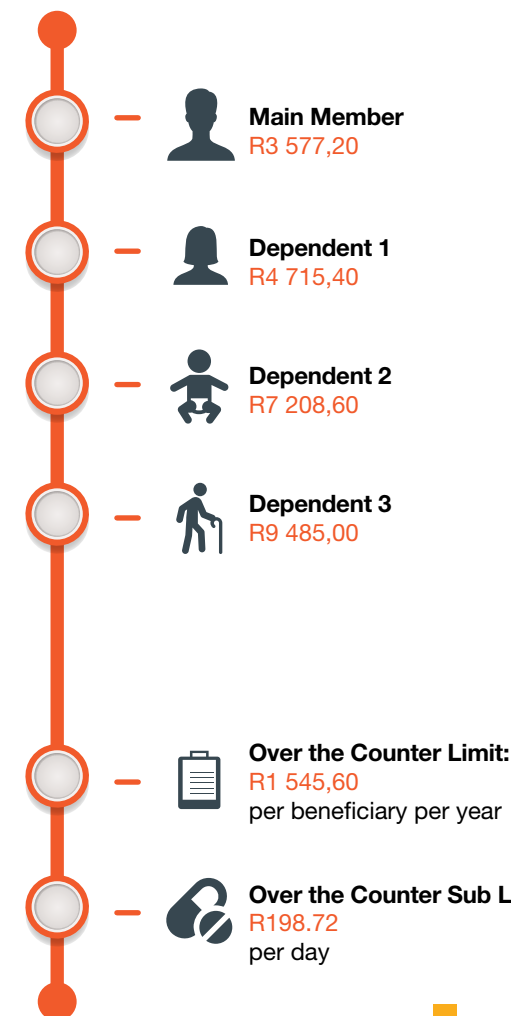 Main Member
R3 577,20
Dependent 1
R4 715,40
Dependent 2
R7 208,60
Dependent 3
R9 485,00
Over the Counter Limit:
R1 545,60
per beneficiary per year
Over the Counter Sub L
R198.72
per day